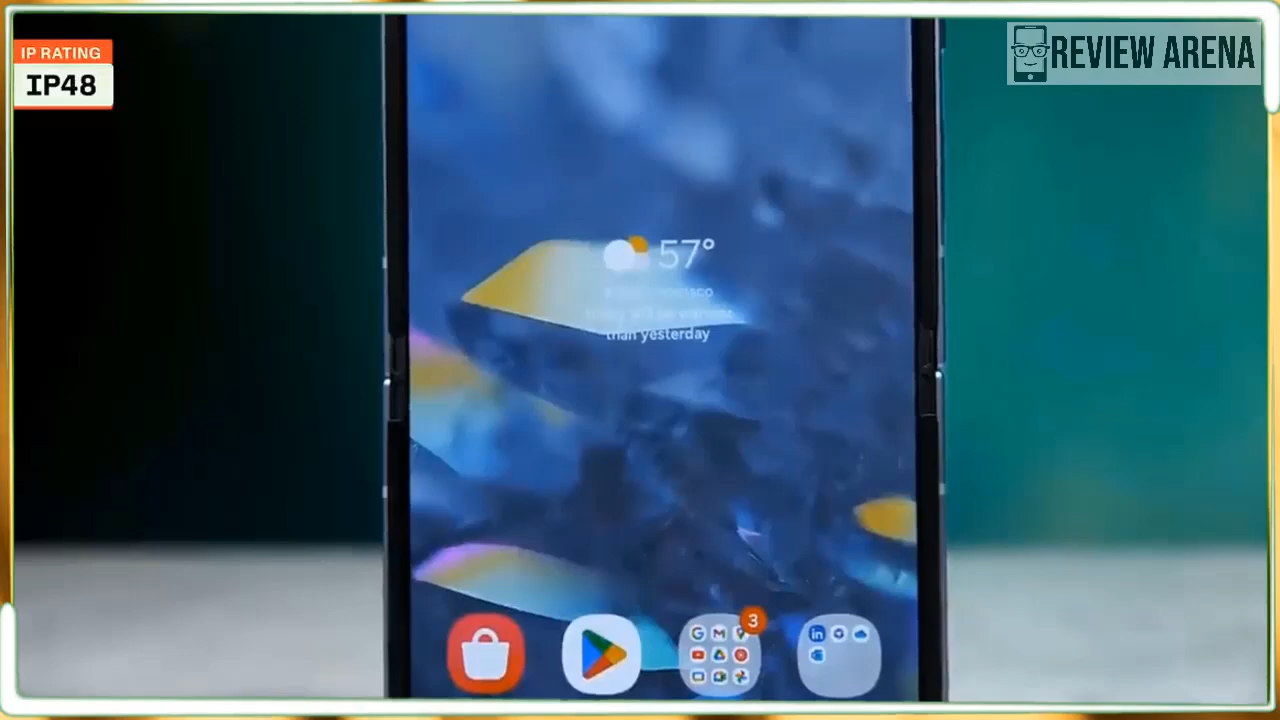 IP RATING
IP48
REVIEW ARENA
57°
than yesterday
3